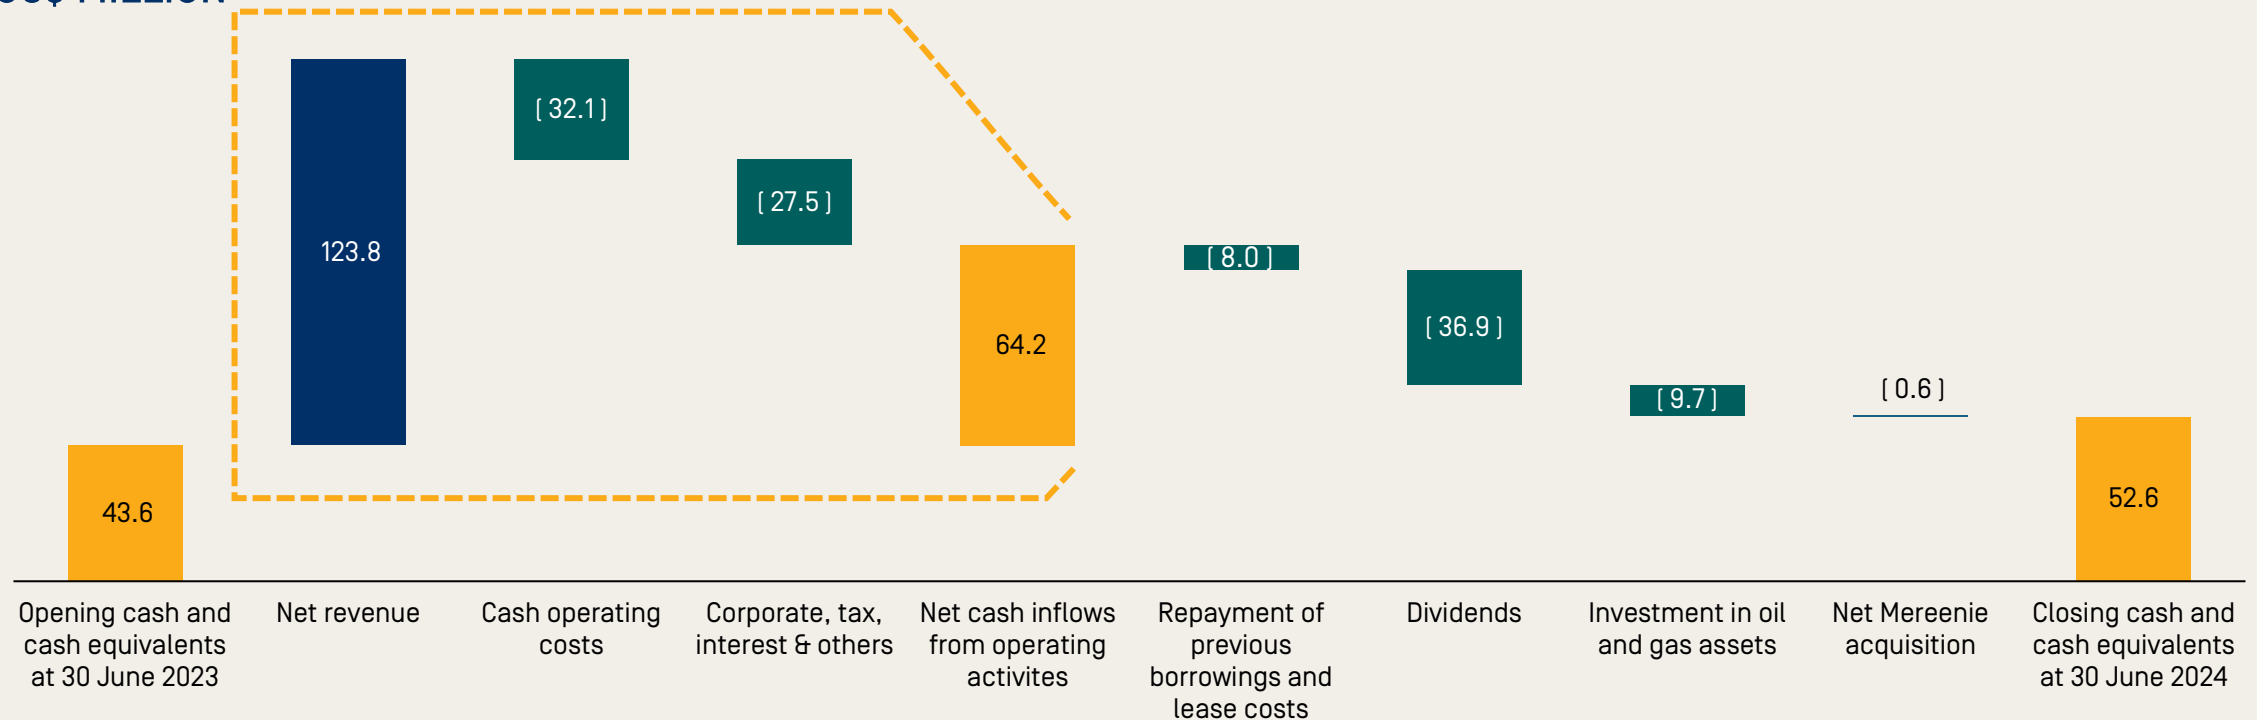 123.8
( 32.1 )
( 27.5 )
64.2
( 8.0 )
( 36.9 )
( 9.7 )
( 0.6 )
43.6
52.6
Opening cash and
cash equivalents
at 30 June 2023
Net revenue
Cash operating
costs
Corporate, tax,
interest & others
Net cash inflows
from operating
activites
Repayment of
previous
borrowings and
lease costs
Dividends
Investment in oil
and gas assets
Net Mereenie
acquisition
Closing cash and
cash equivalents
at 30 June 2024